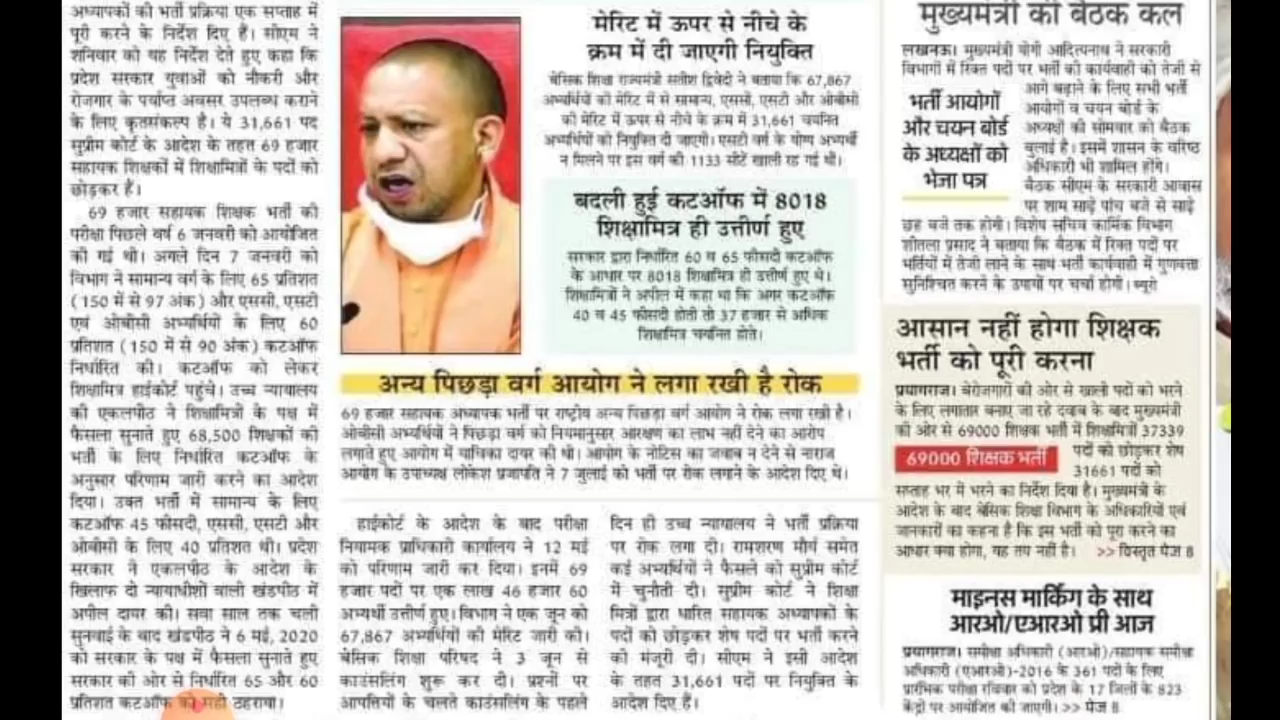 अध्यापकों की भर्ती प्रक्रिया एक सप्ताह में
पूरी करने के निर्देश दिए हैं। सीएम ने
शनिवार को यह निर्देश देते हुए कहा कि
प्रदेश सरकार युवाओं को नौकरी और
रोजगार के पर्याप्त अवसर उपलब्ध कराने
के लिए कृतसंकल्प है। ये 31,661 पद
सुप्रीम कोर्ट के आदेश के तहत 69 हजार
सहायक शिक्षकों में शिक्षामित्रों के पदों को
छोड़कर हैं।
69 हजार सहायक शिक्षक भर्ती की
परीक्षा पिछले वर्ष 6 जनवरी को आयोजित
की गई थी। अगले दिन 7 जनवरी को
विभाग ने सामान्य वर्ग के लिए 65 प्रतिशत
(150 में से 97 अंक) और एससी, एसटी
एवं ओबीसी अभ्यर्थियों के लिए 60
प्रतिशत (150 में से 90 अंक) कटऑफ
निर्धारित की। कटऑफ को लेकर
शिक्षामित्र हाईकोर्ट पहुंचे। उच्च न्यायालय
की एकलपीठ ने शिक्षामित्रों के पक्ष में
फैसला सुनाते हुए 68,500 शिक्षकों की
भर्ती के लिए निर्धारित कटऑफ के
अनुसार परिणाम जारी करने का आदेश
दिया। उक्त भर्ती में सामान्य के लिए
कटऑफ 45 फीसदी, एससी, एसटी और
ओबीसी के लिए 40 प्रतिशत थी। प्रदेश
सरकार ने एकलपीठ के आदेश के
खिलाफ दो न्यायाधीशों वाली खंडपीठ में
अपील दायर की। सवा साल तक चली
सुनवाई के बाद खंडपीठ ने 6 मई, 2020
को सरकार के पक्ष में फैसला सुनाते हुए
सरकार की ओर से निर्धारित 65 और 60
प्रतिशत कटऑफ को सही ठहराया।
मेरिट में ऊपर से नीचे के
क्रम में दी जाएगी नियुक्ति
बेसिक शिक्षा राज्यमंत्री सतीश द्विवेदी ने बताया कि 67,867
अभ्यर्थियों की मेरिट में से सामान्य, एससी, एसटी और ओबीसी
की मेरिट में ऊपर से नीचे के क्रम में 31,661 चयनित
अभ्यर्थियों को नियुक्ति दी जाएगी। एसटी वर्ग के योग्य अभ्यर्थी
न मिलने पर इस वर्ग की 1133 सीटें खाली रह गई थी।
बदली हुई कटऑफ में 8018
शिक्षामित्र ही उत्तीर्ण हुए
सरकार द्वारा निर्धारित 60 व 65 फीसदी कटऑफ
के आधार पर 8018 शिक्षामित्र ही उत्तीर्ण हुए थे।
शिक्षामित्रों ने अपील में कहा था कि अगर कटऑफ
40 व 45 फीसदी होती तो 37 हजार से अधिक
शिक्षामित्र चयनित होते।
अन्य पिछड़ा वर्ग आयोग ने लगा रखी है रोक
69 हजार सहायक अध्यापक भर्ती पर राष्ट्रीय अन्य पिछड़ा वर्ग आयोग ने रोक लगा रखी है।
ओबीसी अभ्यर्थियों ने पिछड़ा वर्ग को नियमानुसार आरक्षण का लाभ नहीं देने का आरोप
लगाते हुए आयोग में याचिका दायर की थी। आयोग के नोटिस का जवाब न देने से नाराज
आयोग के उपाध्यक्ष लोकेश प्रजापति ने 7 जुलाई को भर्ती पर रोक लगाने के आदेश दिए थे।
हाईकोर्ट के आदेश के बाद परीक्षा
नियामक प्राधिकारी कार्यालय ने 12 मई
को परिणाम जारी कर दिया। इनमें 69
हजार पदों पर एक लाख 46 हजार 60
अभ्यर्थी उत्तीर्ण हुए। विभाग ने एक जून को
67,867 अभ्यर्थियों की मेरिट जारी की।
बेसिक शिक्षा परिषद ने 3 जून से
काउंसलिंग शुरू कर दी। प्रश्नों पर
आपत्तियों के चलते काउंसलिंग के पहले
दिन ही उच्च न्यायालय ने भर्ती प्रक्रिया
पर रोक लगा दी। रामशरण मौर्य समेत
कई अभ्यर्थियों ने फैसले को सुप्रीम कोर्ट
में चुनौती दी। सुप्रीम कोर्ट ने शिक्षा
मित्रों द्वारा धारित सहायक अध्यापकों के
पदों को छोड़कर शेष पदों पर भर्ती करने
को मंजूरी दी। सीएम ने इसी आदेश
के तहत 31,661 पदों पर नियुक्ति के
आदेश दिए हैं।
मुख्यमंत्री की बैठक कल
लखनऊ। मुख्यमंत्री योगी आदित्यनाथ ने सरकारी
विभागों में रिक्त पदों पर भर्ती की कार्यवाही को तेजी से
आगे बढ़ाने के लिए सभी भर्ती
आयोगों व चयन बोर्ड के
अध्यक्षों की सोमवार को बैठक
बुलाई है। इसमें शासन के वरिष्ठ
अधिकारी भी शामिल होंगे।
बैठक सीएम के सरकारी आवास
पर शाम साढ़े पांच बजे से साढ़े
भर्ती आयोगों
और चयन बोर्ड
के अध्यक्षों को
भेजा पत्र
छह बजे तक होगी। विशेष सचिव कार्मिक विभाग
शीतला प्रसाद ने बताया कि बैठक में रिक्त पदों पर
भर्तियों में तेजी लाने के साथ भर्ती कार्यवाही में गुणवत्ता
सुनिश्चित करने के उपायों पर चर्चा होगी। ब्यूरो
आसान नहीं होगा शिक्षक
भर्ती को पूरी करना
प्रयागराज। बेरोजगारों की ओर से खाली पदों को भरने
के लिए लगातार बनाए जा रहे दवाब के बाद मुख्यमंत्री
की ओर से 69000 शिक्षक भर्ती में शिक्षामित्रों 37339
पदों को छोड़कर शेष
31661 पदों को
69000 शिक्षक भर्ती
सप्ताह भर में भरने का निर्देश दिया है। मुख्यमंत्री के
आदेश के बाद बेसिक शिक्षा विभाग के अधिकारियों एवं
जानकारों का कहना है कि इस भर्ती को पूरा करने का
आधार क्या होगा, यह तय नहीं है। >> विस्तृत पेज 8
माइनस मार्किंग के साथ
आरओ/एआरओ प्री आज
प्रयागराज। समीक्षा अधिकारी (आरओ)/सहायक समीक्षा
अधिकारी (एआरओ)-2016 के 361 पदों के लिए
प्रारंभिक परीक्षा रविवार को प्रदेश के 17 जिलों के 823
केंद्रों पर आयोजित की जाएगी। >> पेज 8